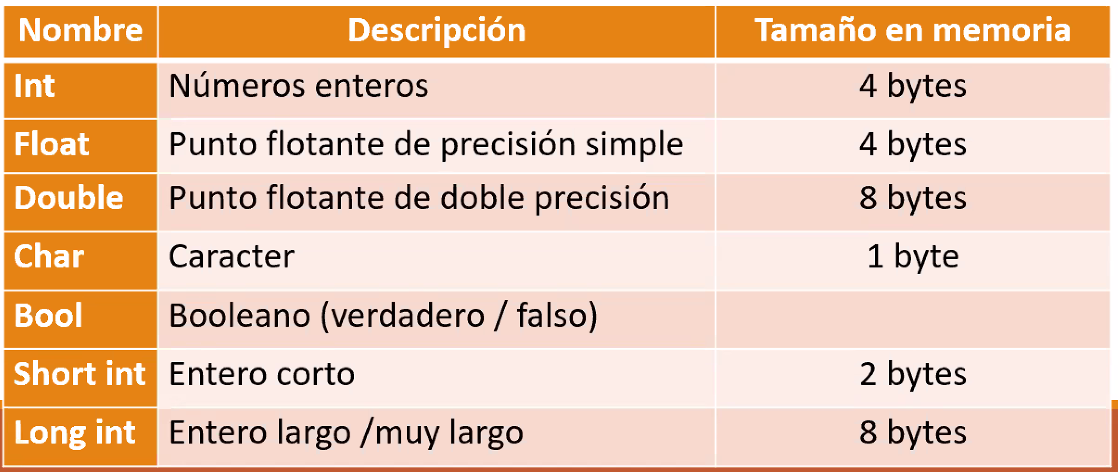 Nombre Descripción Tamaño en memoria
Int Números enteros 4 bytes
Float Punto flotante de precisión simple 4 bytes
Double Punto flotante de doble precisión 8 bytes
Char Caracter 1 byte
Bool Booleano (verdadero / falso)
Short int Entero corto 2 bytes
Long int Entero largo /muy largo 8 bytes